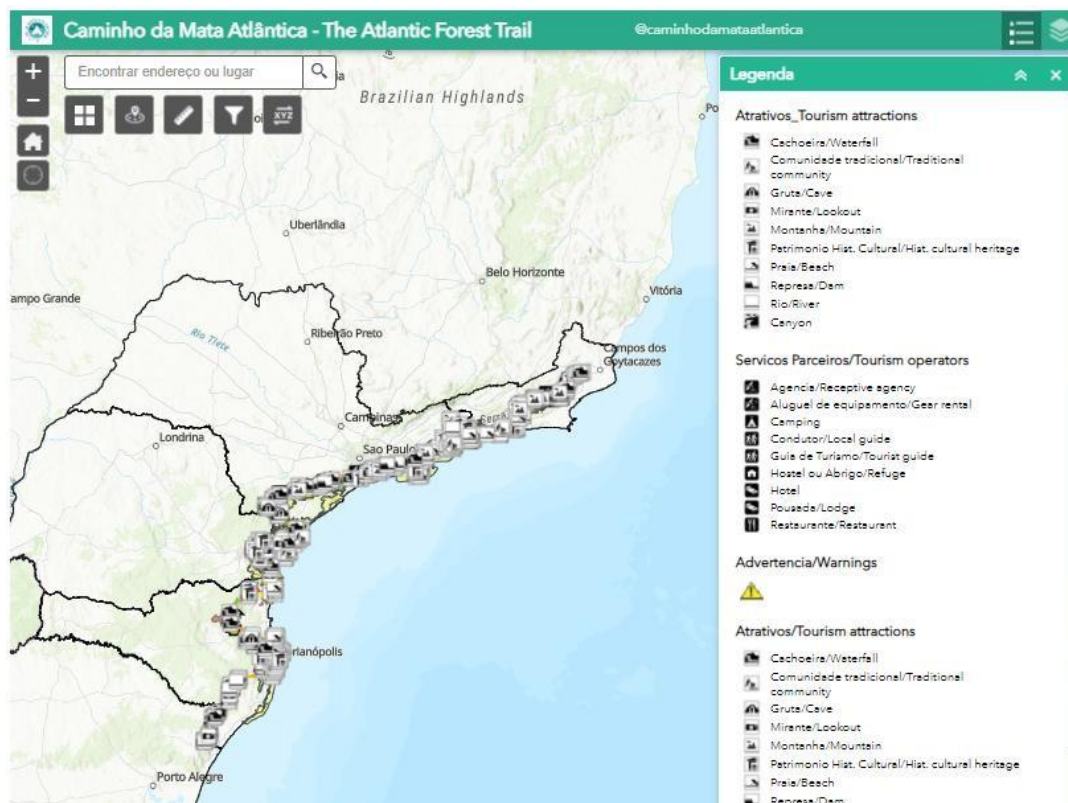 Caminho da Mata Atlântica - The Atlantic Forest Trail
@caminhodamataatlantica
Encontrar endereço ou lugar
XYZ
Brazilian Highlands
Uberlândia
Belo Horizonte
Vitória
ampo Grande
Rio Tiete
Ribeirão Preto
Campos dos
Goytacazes
Campinas
Serra
Londrina
Sao Paulo
rianópolis
Porto Alegre
Legenda
Atrativos_Tourism attractions
Cachoeira/Waterfall
Comunidade tradicional/Traditional
community
Gruta/Cave
Mirante/Lookout
Montanha/Mountain
Patrimonio Hist. Cultural/Hist. cultural heritage
Praia/Beach
Represa/Dam
Rio/River
Canyon
Servicos Parceiros/Tourism operators
Agencia/Receptive agency
Aluguel de equipamento/Gear rental
Camping
Condutor/Local guide
Guia de Turismo/Tourist guide
Hostel ou Abrigo/Refuge
Hotel
Pousada/Lodge
Restaurante/Restaurant
Advertencia/Warnings
Atrativos/Tourism attractions
Cachoeira/Waterfall
Comunidade tradicional/Traditional
community
Gruta/Cave
Mirante/Lookout
Montanha/Mountain
Patrimonio Hist. Cultural/Hist. cultural heritage
Praia/Beach
Represa/Dam